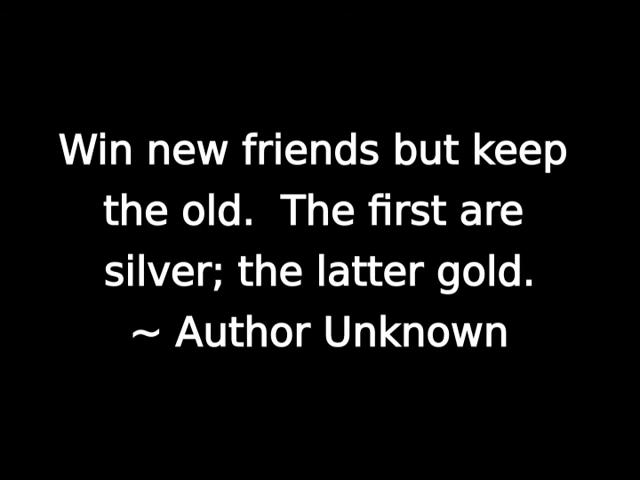 Win new friends but keep
the old.  The first are
silver; the latter gold.
~ Author Unknown